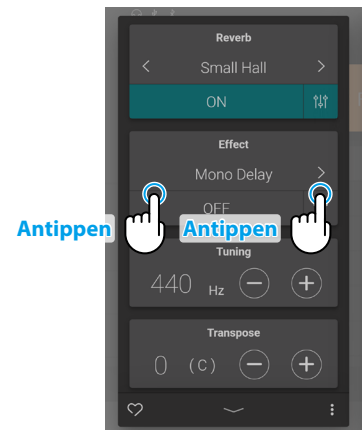 Reverb
Small Hall
ON
Effect
Mono Delay
OFF
Antippen
Antippen
Tuning
440 Hz
Transpose
0 (C)